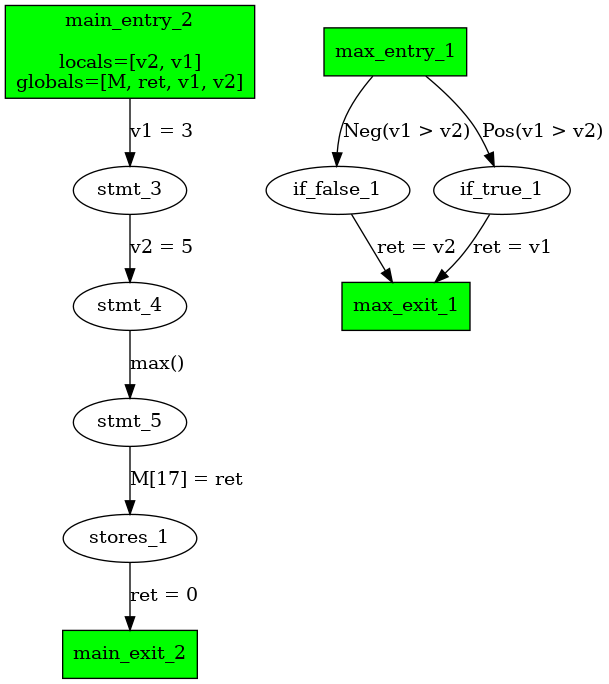 main_entry_2
locals=[v2, v1]
globals=[M, ret, v1, v2]
v1 = 3
stmt_3
v2 = 5
stmt_4
max()
stmt_5
M[17] = ret
stores_1
ret = 0
main_exit_2
max_entry_1
Neg(v1 > v2)
Pos(v1 > v2)
if_false_1
if_true_1
ret = v2
ret = v1
max_exit_1